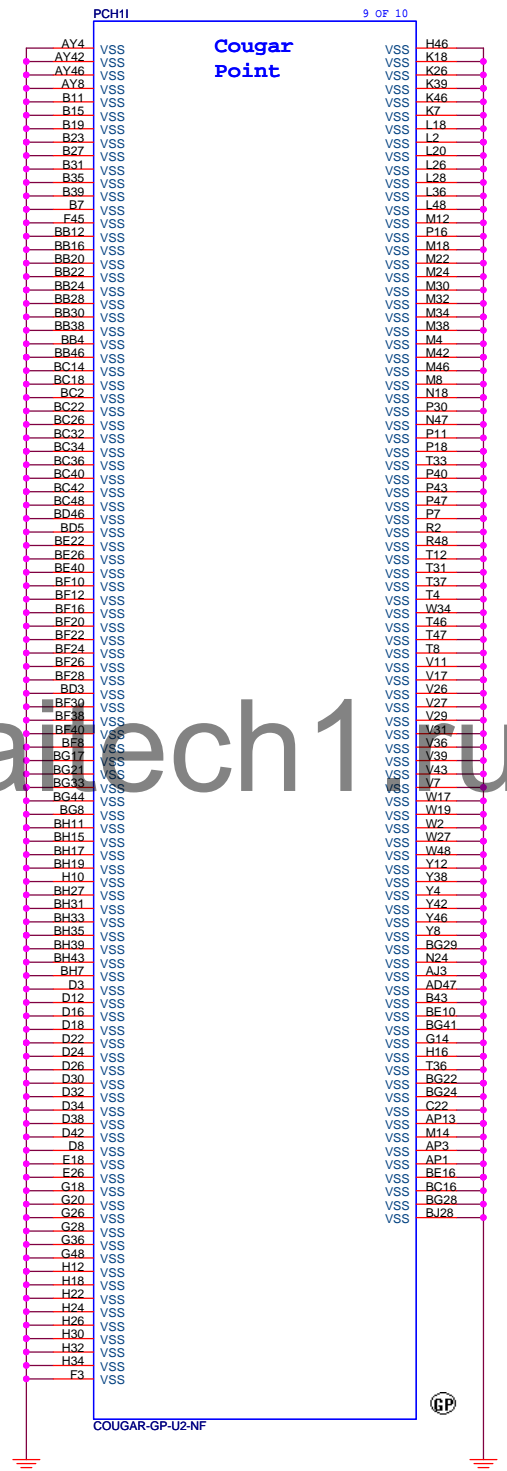 PCH1I 9 OF 10
Cougar
Point
AY4 VSS VSS H46
AY42 VSS VSS K18
AY46 VSS VSS K26
AY8 VSS VSS K39
B11 VSS VSS K46
B15 VSS VSS K7
B19 VSS VSS L18
B23 VSS VSS L2
B27 VSS VSS L20
B31 VSS VSS L26
B35 VSS VSS L28
B39 VSS VSS L36
B7 VSS VSS L48
F45 VSS VSS M12
BB12 VSS VSS P16
BB16 VSS VSS M18
BB20 VSS VSS M22
BB22 VSS VSS M24
BB24 VSS VSS M30
BB28 VSS VSS M32
BB30 VSS VSS M34
BB38 VSS VSS M38
BB4 VSS VSS M4
BB46 VSS VSS M42
BC14 VSS VSS M46
BC18 VSS VSS M8
BC2 VSS VSS N18
BC22 VSS VSS P30
BC26 VSS VSS N47
BC32 VSS VSS P11
BC34 VSS VSS P18
BC36 VSS VSS T33
BC40 VSS VSS P40
BC42 VSS VSS P43
BC48 VSS VSS P47
BD46 VSS VSS P7
BD5 VSS VSS R2
BE22 VSS VSS R48
BE26 VSS VSS T12
BE40 VSS VSS T31
BF10 VSS VSS T37
BF12 VSS VSS T4
BF16 VSS VSS W34
BF20 VSS VSS T46
BF22 VSS VSS T47
BF24 VSS VSS T8
BF26 VSS VSS V11
BF28 VSS VSS V17
BD3 VSS VSS V26
BF30 VSS VSS V27
BF38 VSS VSS V29
BF40 VSS VSS V31
BF8 VSS VSS V36
BG17 VSS VSS V39
BG21 VSS VSS V43
BG33 VSS VSS V7
BG44 VSS VSS W17
BG8 VSS VSS W19
BH11 VSS VSS W2
BH15 VSS VSS W27
BH17 VSS VSS W48
BH19 VSS VSS Y12
H10 VSS VSS Y38
BH27 VSS VSS Y4
BH31 VSS VSS Y42
BH33 VSS VSS Y46
BH35 VSS VSS Y8
BH39 VSS VSS BG29
BH43 VSS VSS N24
BH7 VSS VSS AJ3
D3 VSS VSS AD47
D12 VSS VSS B43
D16 VSS VSS BE10
D18 VSS VSS BG41
D22 VSS VSS G14
D24 VSS VSS H16
D26 VSS VSS T36
D30 VSS VSS BG22
D32 VSS VSS BG24
D34 VSS VSS C22
D38 VSS VSS AP13
D42 VSS VSS M14
D8 VSS VSS AP3
E18 VSS VSS AP1
E26 VSS VSS BE16
G18 VSS VSS BC16
G20 VSS VSS BG28
G26 VSS VSS BJ28
G28 VSS
G36 VSS
G48 VSS
H12 VSS
H18 VSS
H22 VSS
H24 VSS
H26 VSS
H30 VSS
H32 VSS
H34 VSS
F3 VSS
aitech1.ru
GP
COUGAR-GP-U2-NF